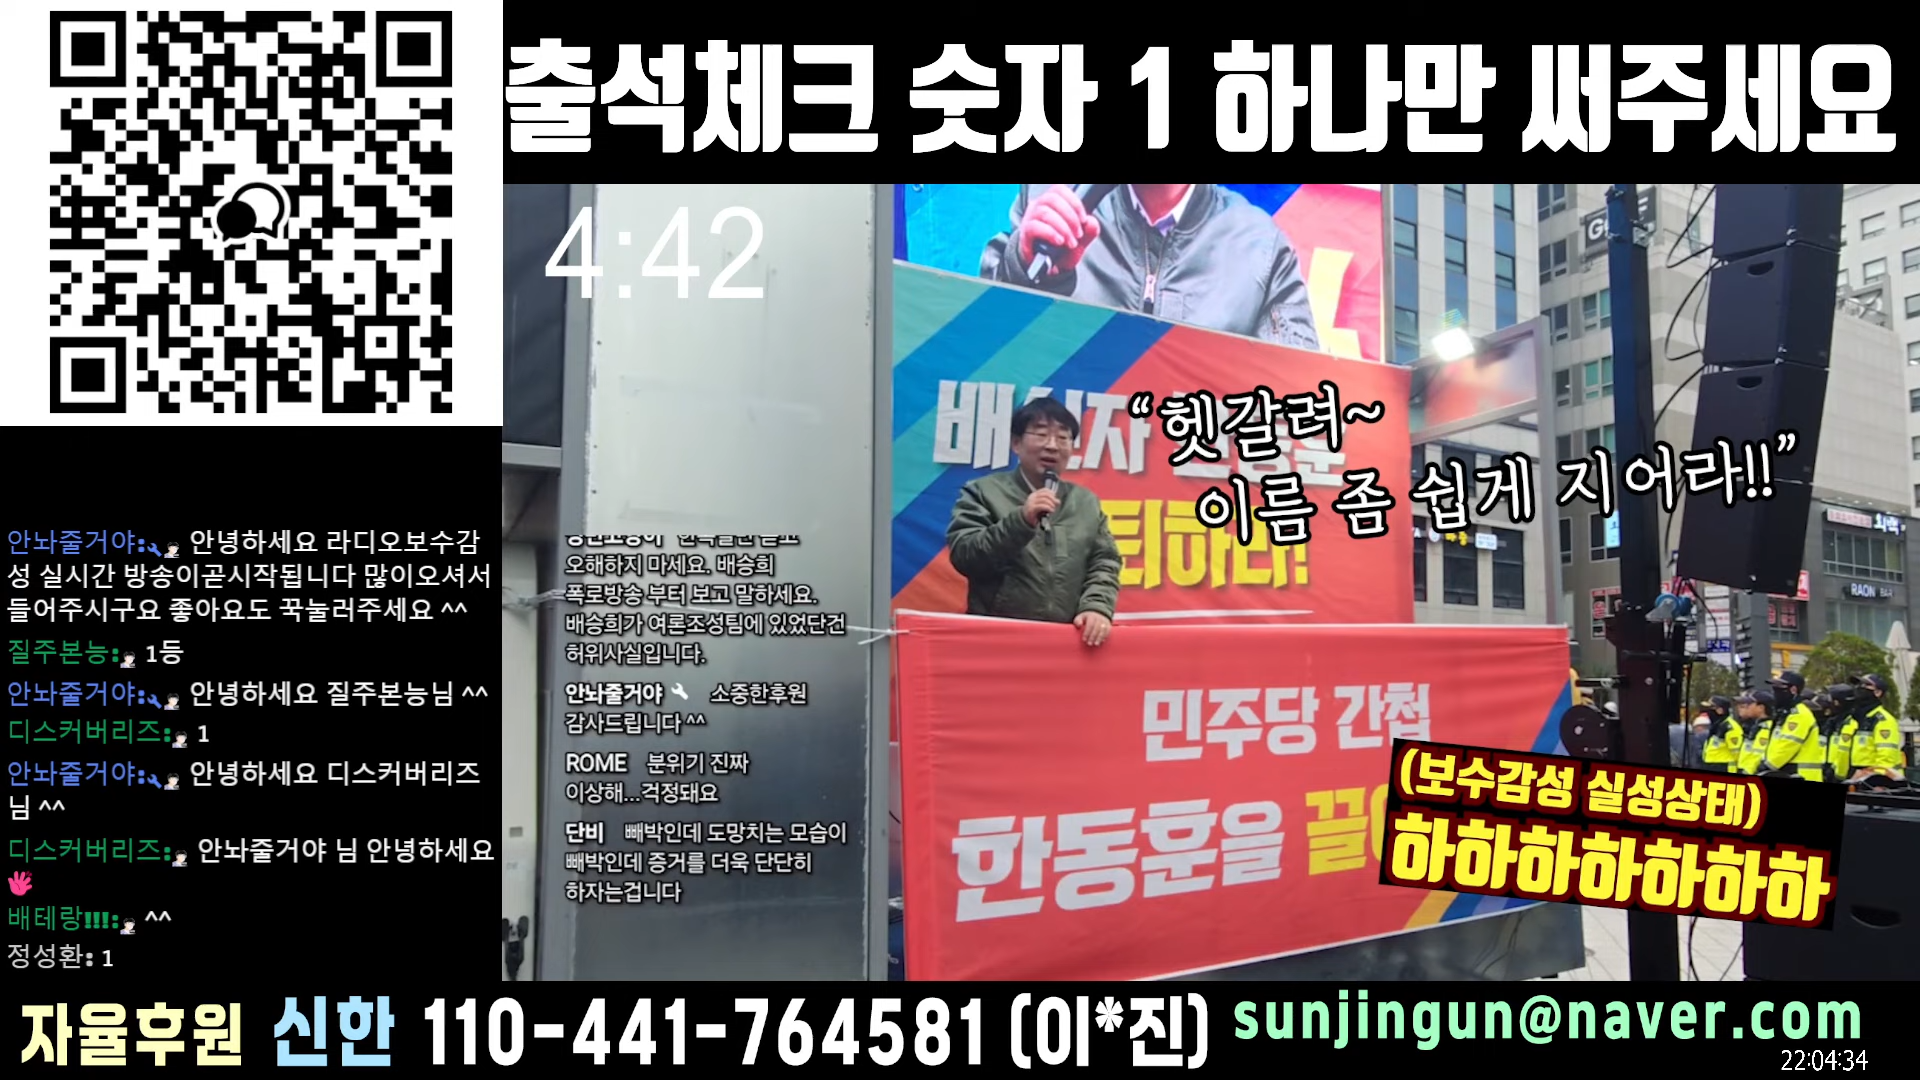 출석체크 숫자 1 하나만 써주세요
4:42
“헷갈려~
이름 좀 쉽게 지어라!!”
오해하지 마세요. 배승희
폭로방송 부터 보고 말하세요.
배승희가 여론조성팀에 있었단건
허위사실입니다.
안놔줄거야 소중한후원
감사드립니다 ^^
ROME 분위기 진짜
이상해...걱정돼요
단비 빼박인데 도망치는 모습이
빼박인데 증거를 더욱 단단히
하자는겁니다
민주당 간첩
한동훈을
(보수감성 실성상태)
하하하하하하하
RAON
안놔줄거야: 안녕하세요 라디오보수감
성 실시간 방송이곧시작됩니다 많이오셔서
들어주시구요 좋아요도 꾹눌러주세요 ^^
질주본능: 1등
안놔줄거야: 안녕하세요 질주본능님 ^^
디스커버리즈: 1
안놔줄거야: 안녕하세요 디스커버리즈
님 ^^
디스커버리즈: 안놔줄거야 님 안녕하세요
배테랑!!!: ^^
정성환: 1
자율후원 신한 110-441-764581 (이*진) sunjingun@naver.com
22:04:34